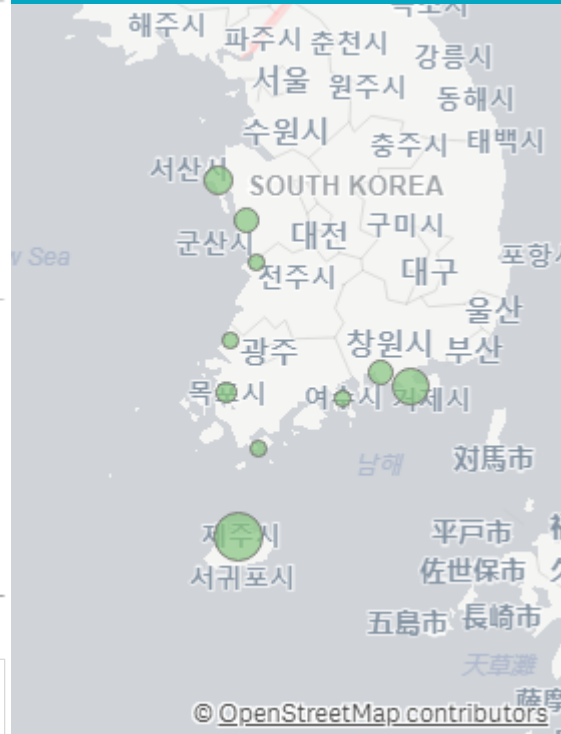 해주시
파주시 춘천시
강릉시
서울 원주시
동해시
수원시
충주시 태백시
서산시
SOUTH KOREA
구미시
대전
군산시
w Sea
포항시
대구
전주시
울산
창원시 부산
광주
목포시 여수시 거제시
남해 対馬市
제주시 平戸市
서귀포시 佐世保市
五島市 長崎市
天草灘
薩摩
© OpenStreetMap contributors